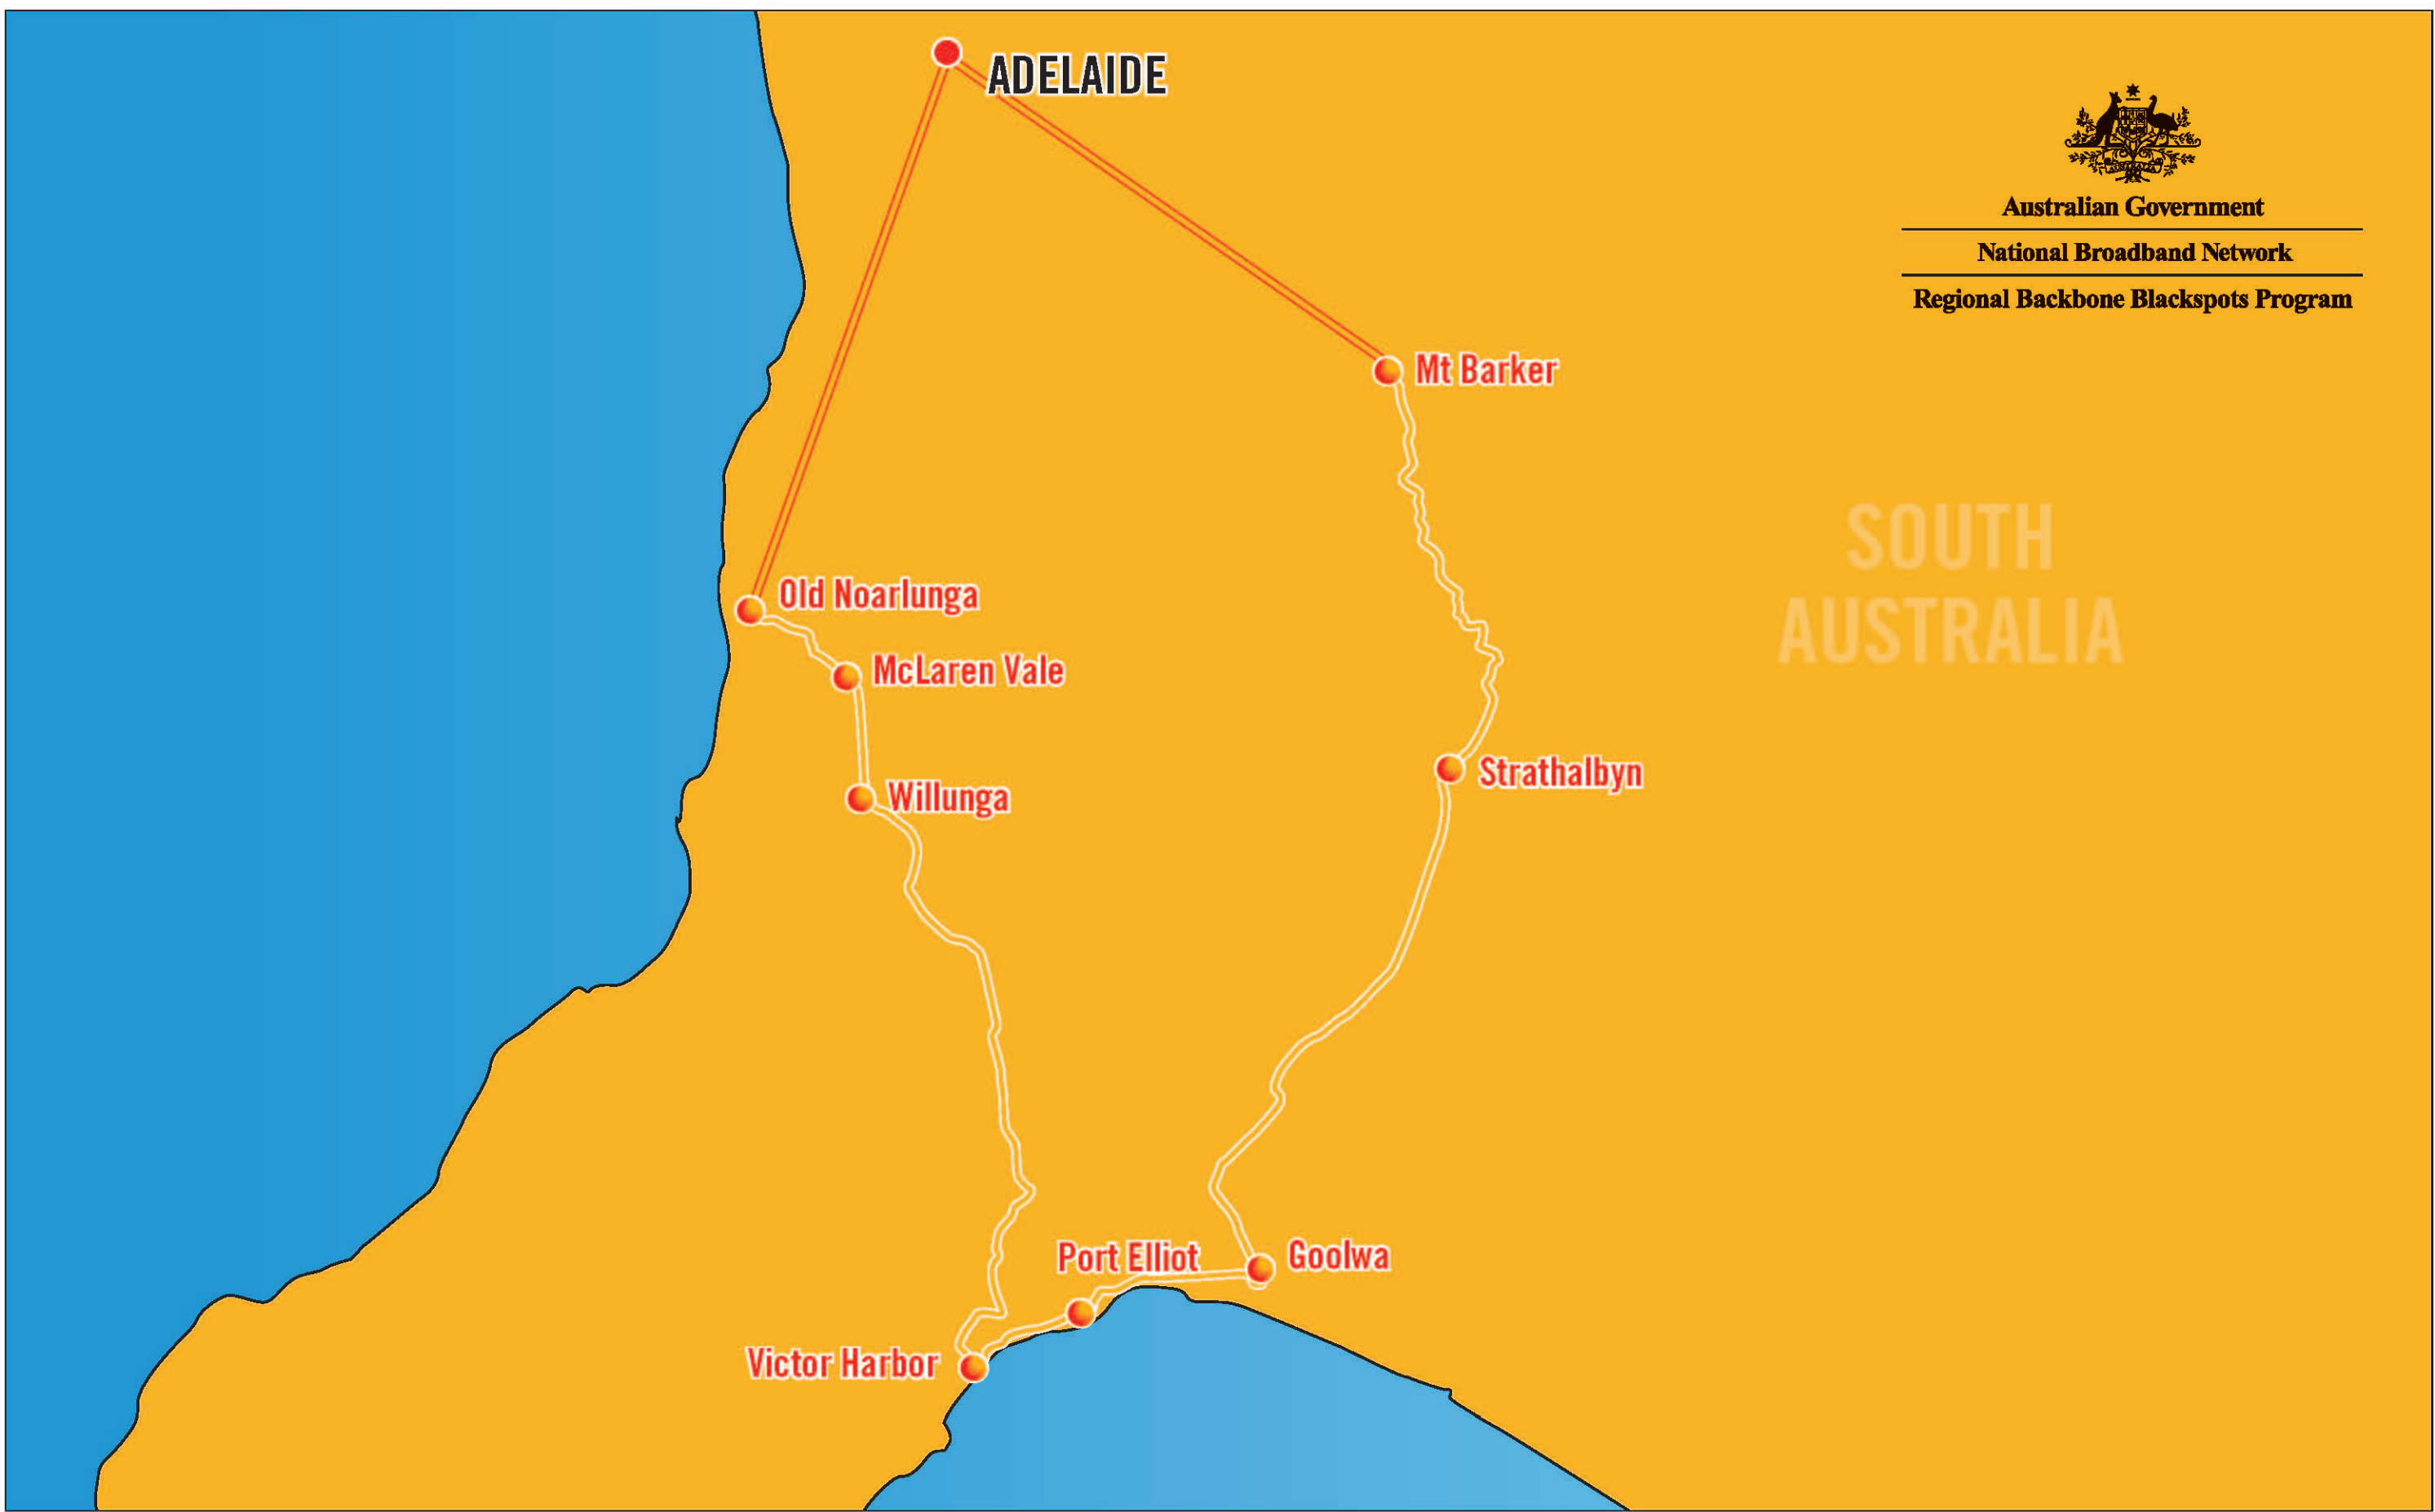 ADELAIDE
Australian Government
National Broadband Network
Regional Backbone Blackspots Program
Mt Barker
SOUTH
AUSTRALIA
Old Noarlunga
McLaren Vale
Strathalbyn
Willunga
Port Elliot
Goolwa
Victor Harbor